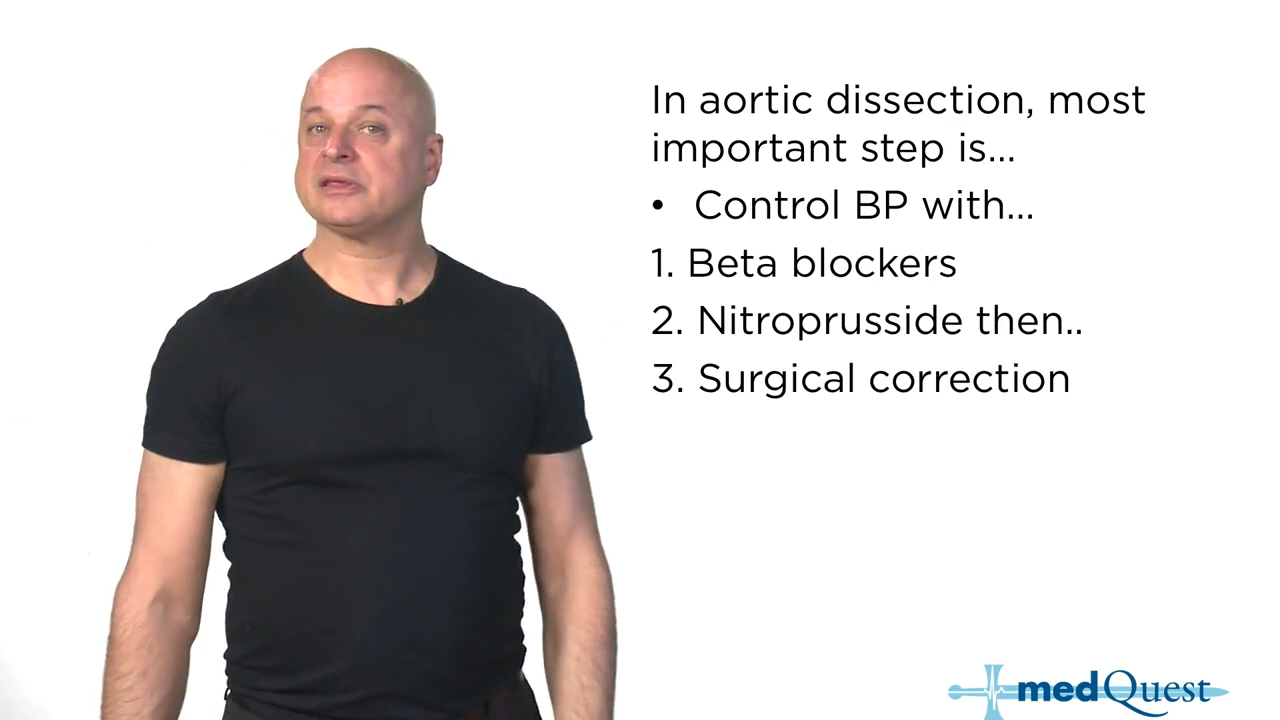 In aortic dissection, most
important step is...
• Control BP with...
1. Beta blockers
2. Nitroprusside then..
3. Surgical correction
medQuest